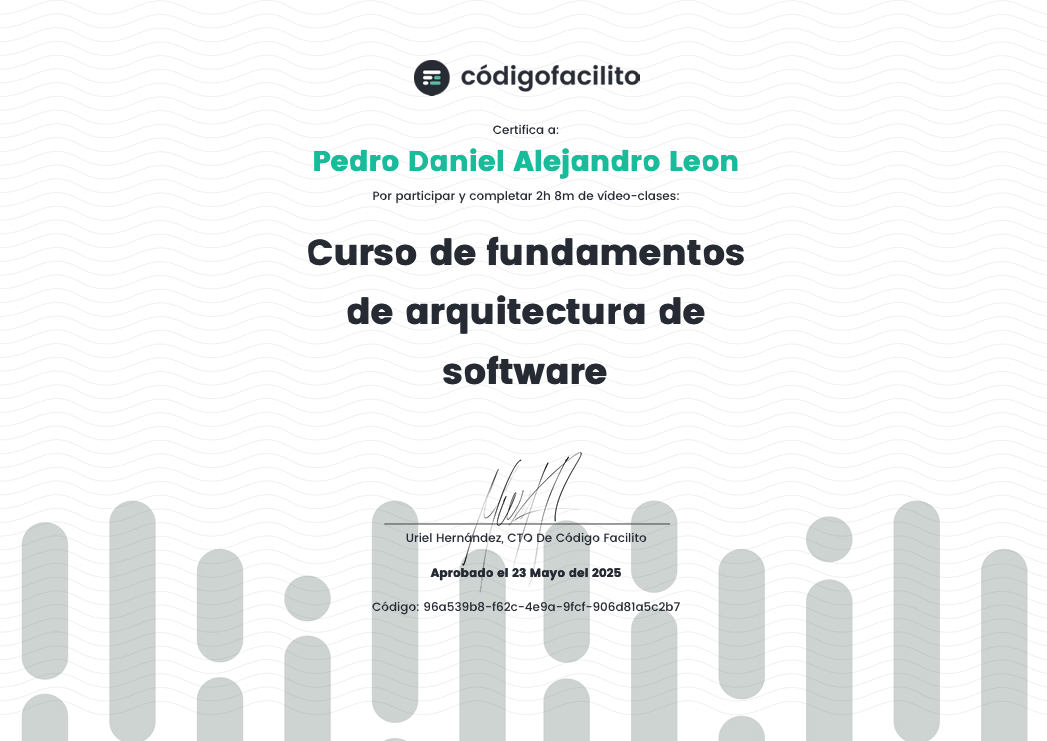 códigofacilito
Certifica a:
Pedro Daniel Alejandro Leon
Por participar y completar 2h 8m de vídeo-clases:
Curso de fundamentos
de arquitectura de
software
Uriel Hernández, CTO De Código Facilito
Aprobado el 23 Mayo del 2025
Código: 96a539b8-f62c-4e9a-9fcf-906d81a5c2b7